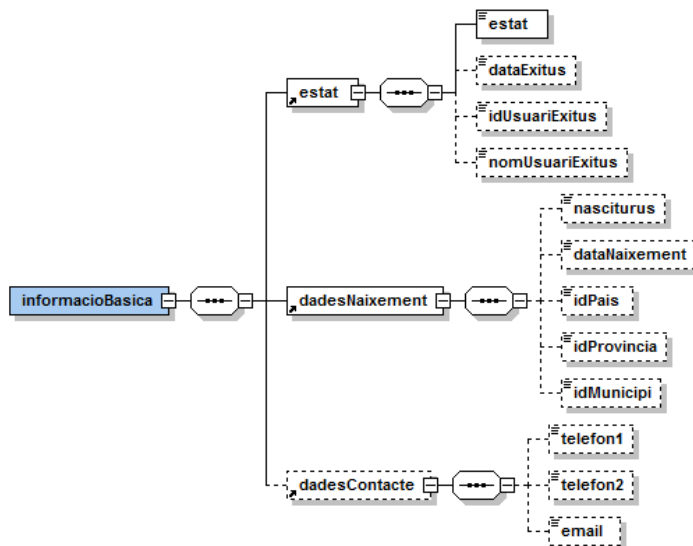 estat
dataExitus
estat
idUsuariExitus
nomUsuariExitus
nasciturus
dataNaixement
informacioBasica
dadesNaixement
idPais
idProvincia
idMunicipi
telefon1
dadesContacte
telefon2
email